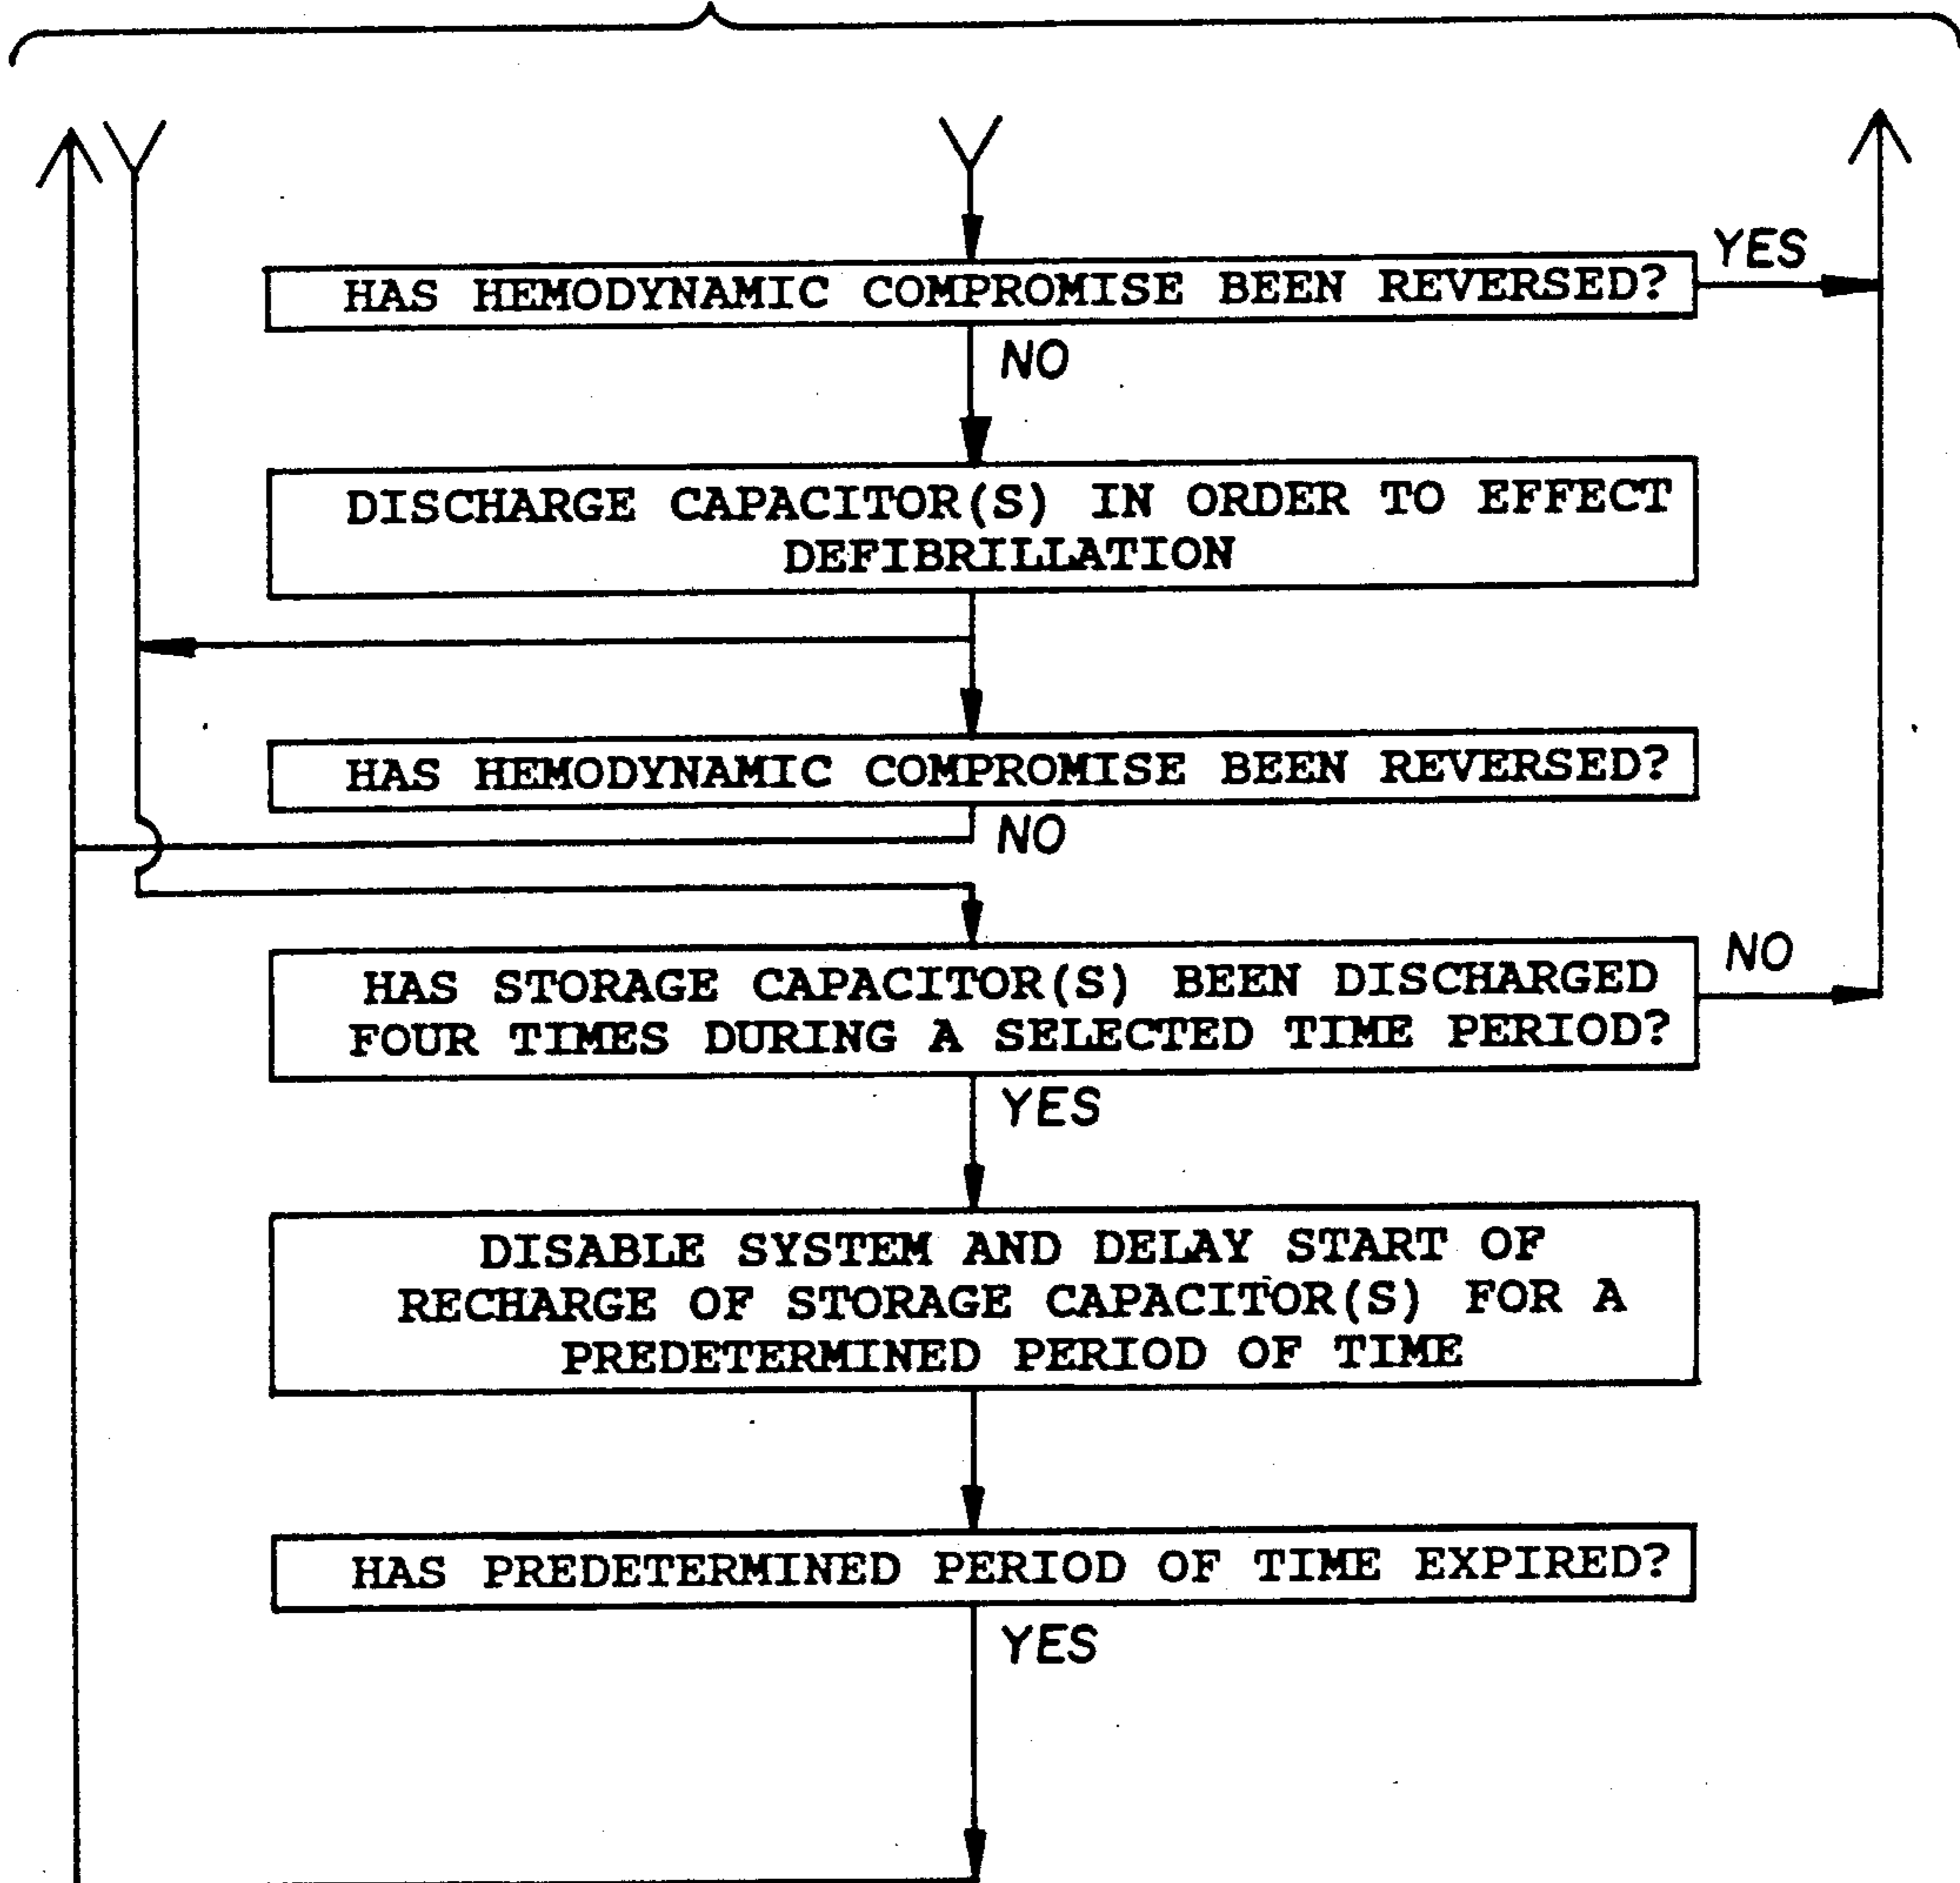 HAS HEMODYNAMIC COMPROMISE BEEN REVERSED?
YES
NO
DISCHARGE CAPACITOR(S) IN ORDER TO EFFECT
DEFIBRILLATION
HAS HEMODYNAMIC COMPROMISE BEEN REVERSED?
NO
HAS STORAGE CAPACITOR(S) BEEN DISCHARGED
FOUR TIMES DURING A SELECTED TIME PERIOD?
NO
YES
DISABLE SYSTEM AND DELAY START OF
RECHARGE OF STORAGE CAPACITOR(S) FOR A
PREDETERMINED PERIOD OF TIME
HAS PREDETERMINED PERIOD OF TIME EXPIRED?
YES